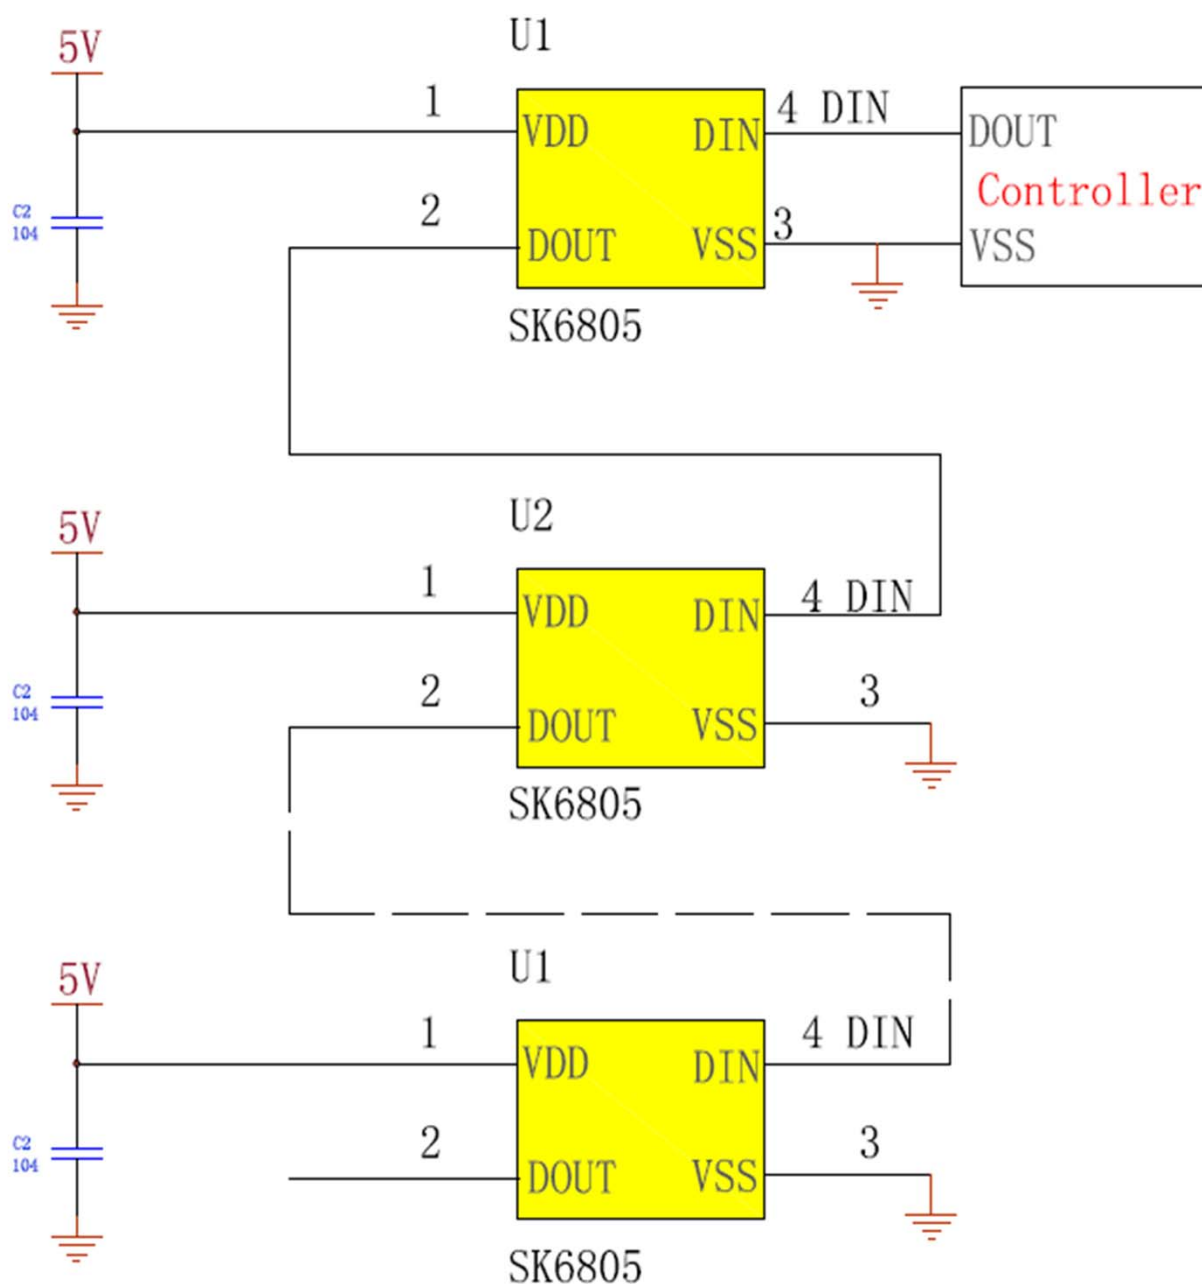 U1
5V
1
4 DIN
VDD
DIN
DOUT
Controller
C2
104
2
3
DOUT
VSS
VSS
SK6805
U2
5V
1
4 DIN
VDD
DIN
C2
104
2
3
DOUT
VSS
SK6805
U1
5V
1
4 DIN
VDD
DIN
C2
104
2
3
DOUT
VSS
SK6805